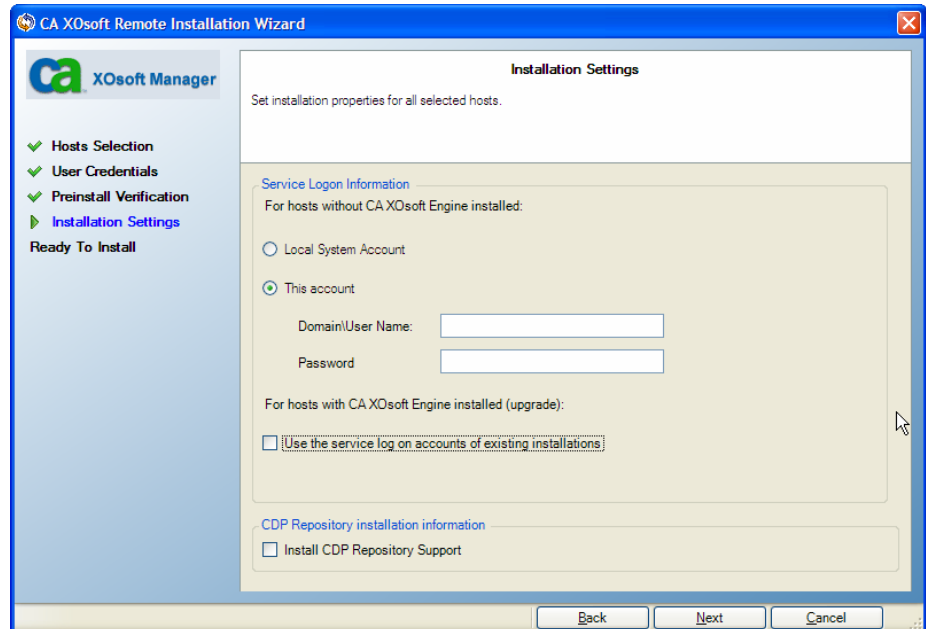 CA XOsoft Remote Installation Wizard
ca XOsoft Manager
Hosts Selection
User Credentials
Preinstall Verification
Installation Settings
Ready To Install
Installation Settings
Set installation properties for all selected hosts.
Service Logon Information
For hosts without CA XOsoft Engine installed:
Local System Account
This account
Domain\User Name:
Password
For hosts with CA XOsoft Engine installed (upgrade):
Use the service log on accounts of existing installations
CDP Repository installation information
Install CDP Repository Support
Back Next Cancel